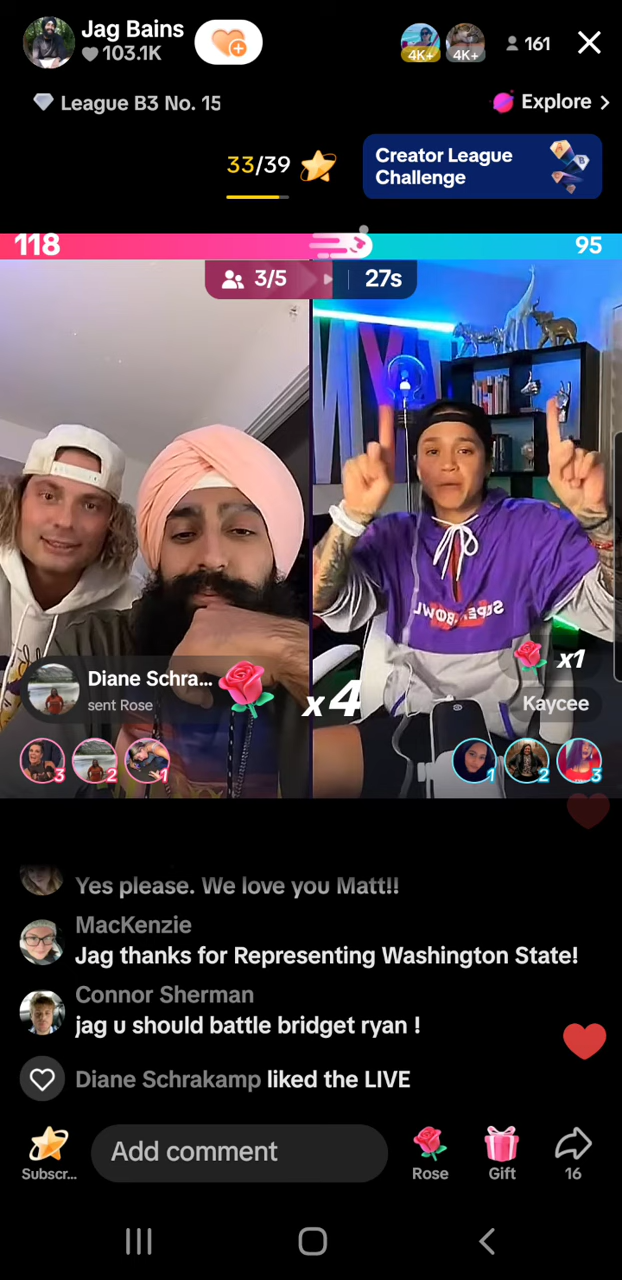 Jag Bains
103.1K
4K+
4K+
161
League B3 No. 15
Explore >
33/39
Creator League
Challenge
118
95
3/5
27s
SUPER BOWL
Diane Schra...
sent Rose
x4
x1
Kaycee
3
2
1
1
2
3
Yes please. We love you Matt!!
MacKenzie
Jag thanks for Representing Washington State!
Connor Sherman
jag u should battle bridget ryan !
Diane Schrakamp liked the LIVE
Add comment
Subscr...
Rose
Gift
16